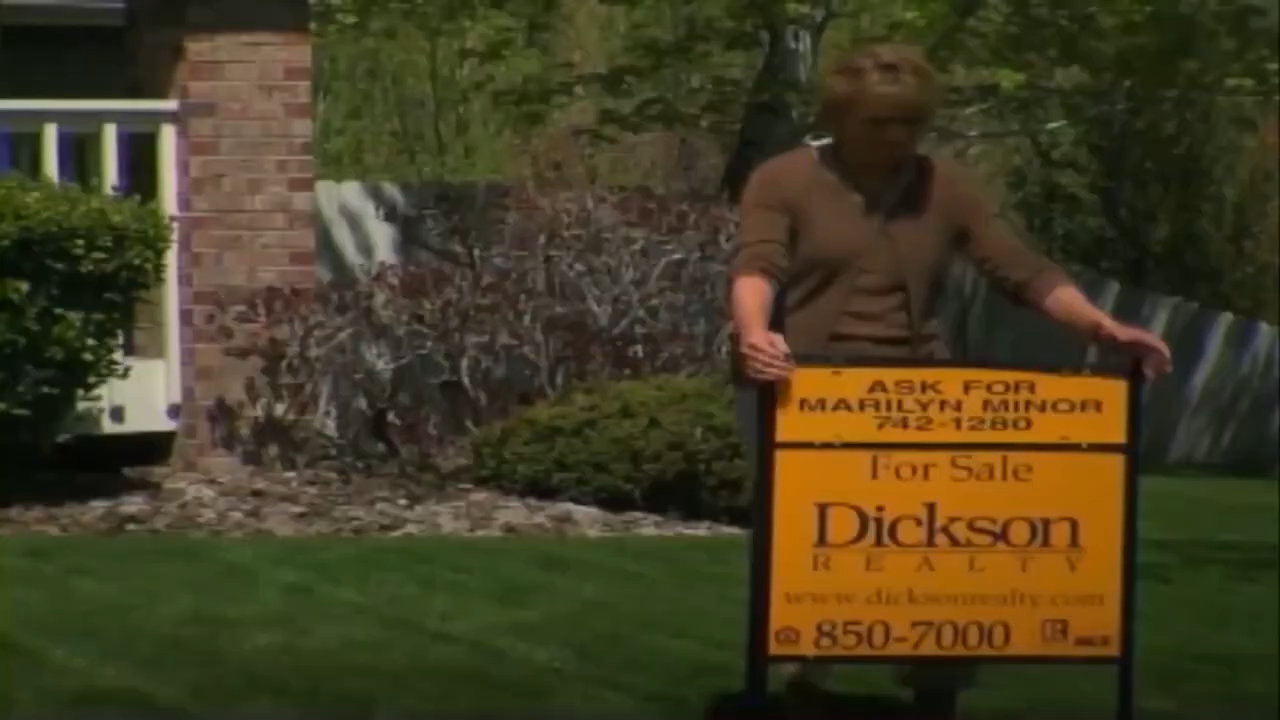 ASK FOR
MARILYN MINOR
742-1280
For Sale
Dickson
REALTY
www.dicksonrealty.com
850-7000